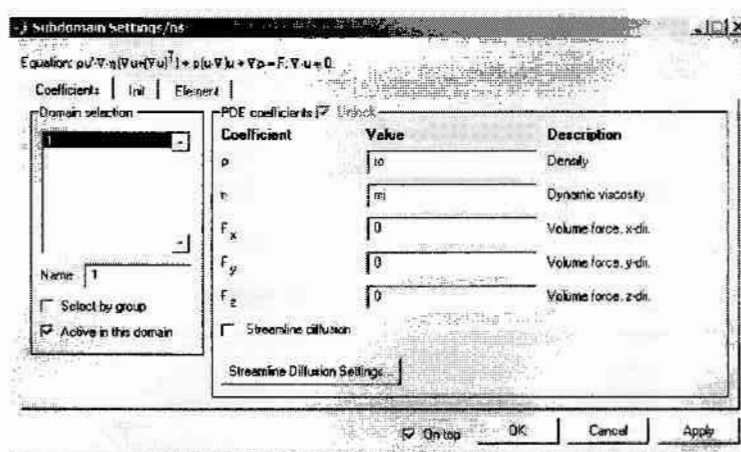 Subdomain Settings/ns
Equation: ρu'-∇·η(∇u+(∇u)ᵀ) + ρ(u·∇)u + ∇p = F; ∇·u = 0
Coefficients Init Element
Domain selection
1
Name 1
Select by group
Active in this domain
PDE coefficients Unlock
Coefficient Value Description
ρ ro Density
η mi Dynamic viscosity
Fx 0 Volume force, x-dir.
Fy 0 Volume force, y-dir.
Fz 0 Volume force, z-dir.
Streamline diffusion
Streamline Diffusion Settings...
On top OK Cancel Apply